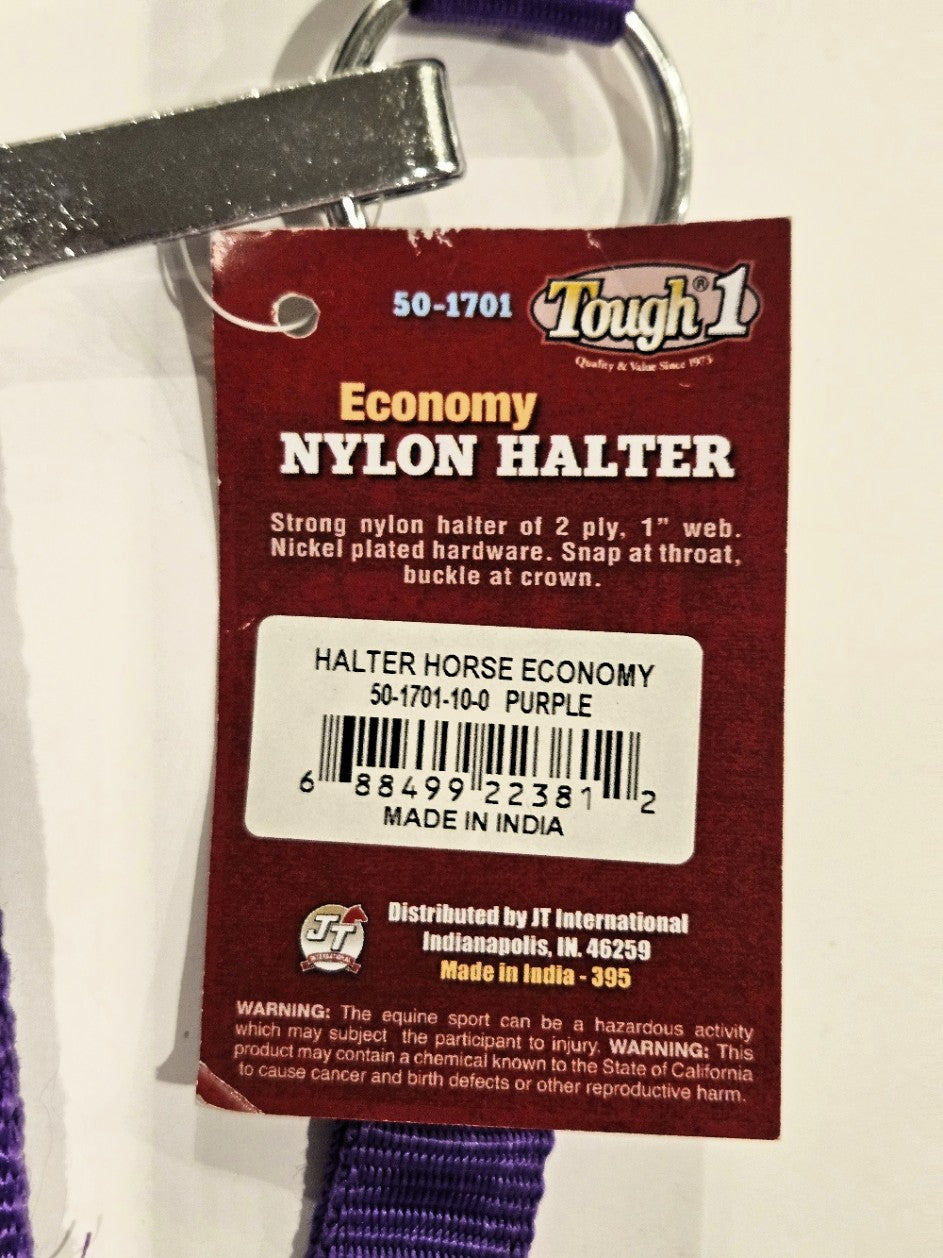 50-1701
Tough®1
Quality & Value Since 1975
Economy
NYLON HALTER
Strong nylon halter of 2 ply, 1" web.
Nickel plated hardware. Snap at throat,
buckle at crown.
HALTER HORSE ECONOMY
50-1701-10-0 PURPLE
6 88499 22381 2
MADE IN INDIA
JT
INTERNATIONAL
Distributed by JT International
Indianapolis, IN. 46259
Made in India - 395
WARNING: The equine sport can be a hazardous activity
which may subject the participant to injury. WARNING: This
product may contain a chemical known to the State of California
to cause cancer and birth defects or other reproductive harm.